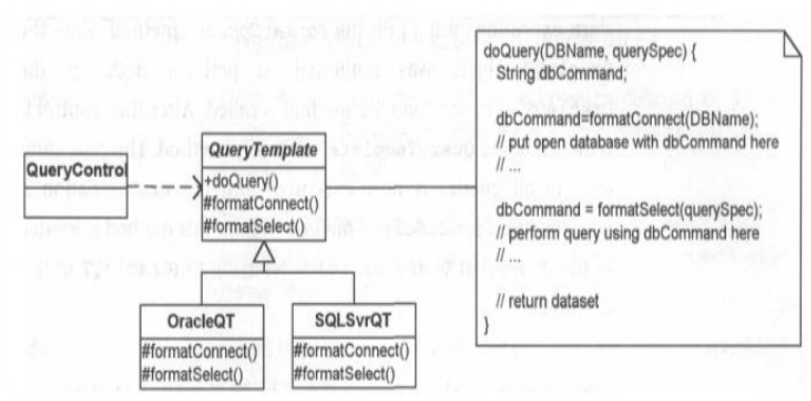 QueryControl
QueryTemplate
+doQuery()
#formatConnect()
#formatSelect()
OracleQT
#formatConnect()
#formatSelect()
SQLSvrQT
#formatConnect()
#formatSelect()
doQuery(DBName, querySpec) {
String dbCommand;
dbCommand=formatConnect(DBName);
// put open database with dbCommand here
// ...
dbCommand = formatSelect(querySpec);
// perform query using dbCommand here
// ...
// return dataset
}